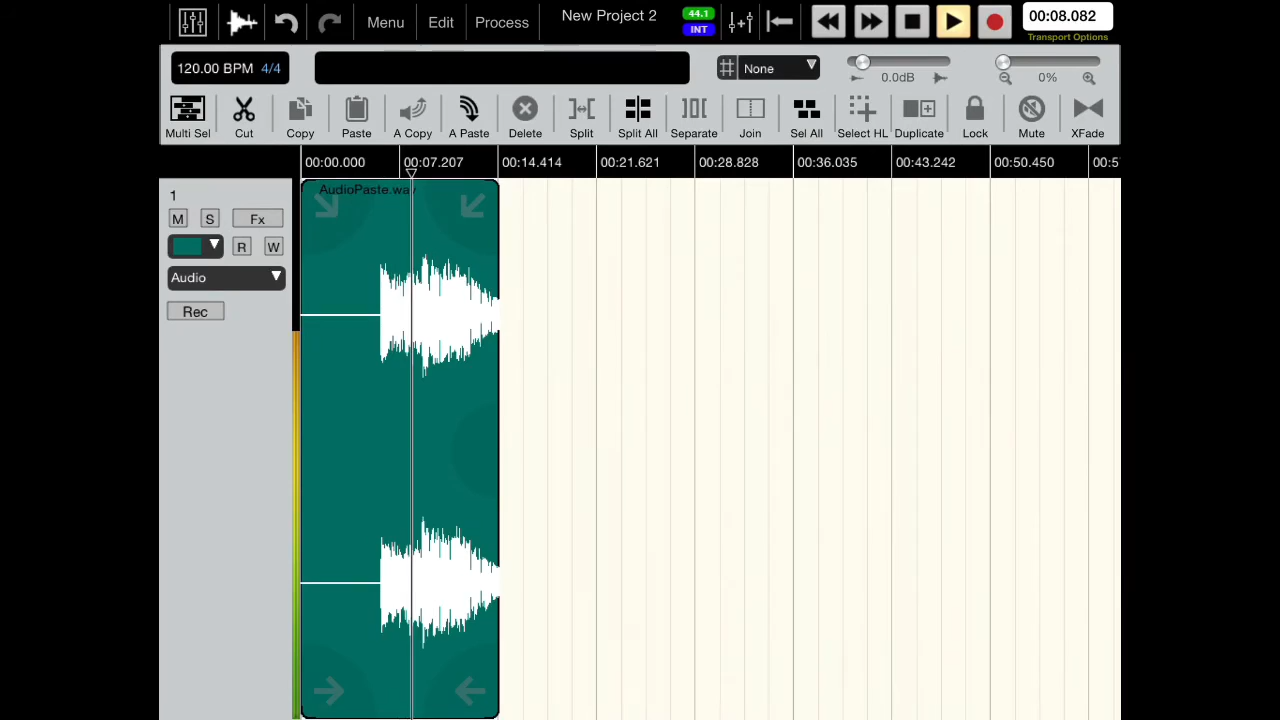 Menu Edit Process New Project 2 44.1 INT 00:08.082
Transport Options
120.00 BPM 4/4 None 0.0dB 0%
Multi Sel Cut Copy Paste A Copy A Paste Delete Split Split All Separate Join Sel All Select HL Duplicate Lock Mute XFade
00:00.000 00:07.207 00:14.414 00:21.621 00:28.828 00:36.035 00:43.242 00:50.450 00:5
1 AudioPaste.wav
M S Fx
R W
Audio
Rec